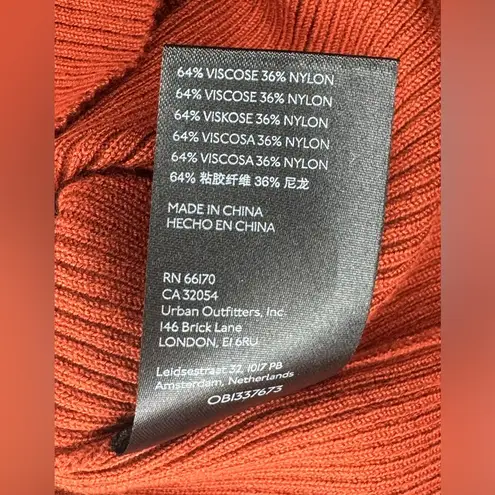 64% VISCOSE 36% NYLON
64% VISCOSE 36% NYLON
64% VISKOSE 36% NYLON
64% VISCOSA 36% NYLON
64% VISCOSA 36% NYLON
64% 粘胶纤维 36% 尼龙
MADE IN CHINA
HECHO EN CHINA
RN 66170
CA 32054
Urban Outfitters, Inc.
146 Brick Lane
LONDON, E1 6RU
Leidsestraat 32, 1017 PB
Amsterdam, Netherlands
OB1337673